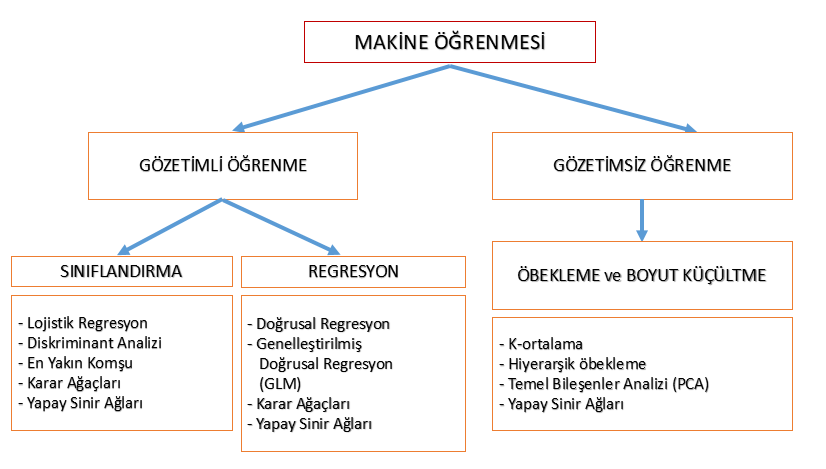 MAKİNE ÖĞRENMESİ
GÖZETİMLİ ÖĞRENME
GÖZETİMSİZ ÖĞRENME
SINIFLANDIRMA
- Lojistik Regresyon
- Diskriminant Analizi
- En Yakın Komşu
- Karar Ağaçları
- Yapay Sinir Ağları
REGRESYON
- Doğrusal Regresyon
- Genelleştirilmiş
Doğrusal Regresyon
(GLM)
- Karar Ağaçları
- Yapay Sinir Ağları
ÖBEKLEME ve BOYUT KÜÇÜLTME
- K-ortalama
- Hiyerarşik öbekleme
- Temel Bileşenler Analizi (PCA)
- Yapay Sinir Ağları